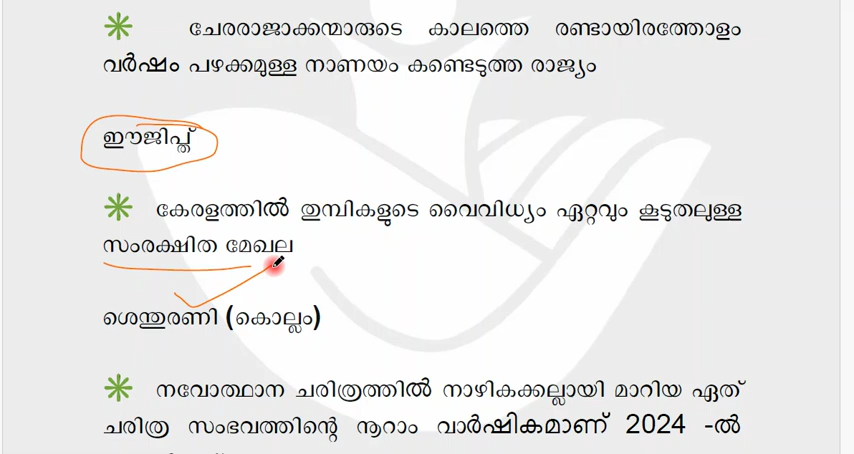 ✳ ചേരരാജാക്കന്മാരുടെ കാലത്തെ രണ്ടായിരത്തോളം
വർഷം പഴക്കമുള്ള നാണയം കണ്ടെടുത്ത രാജ്യം
ഈജിപ്ത്
✳ കേരളത്തിൽ തുമ്പികളുടെ വൈവിധ്യം ഏറ്റവും കൂടുതലുള്ള
സംരക്ഷിത മേഖല
ശെന്തുരണി (കൊല്ലം)
✳ നവോത്ഥാന ചരിത്രത്തിൽ നാഴികക്കല്ലായി മാറിയ ഏത്
ചരിത്ര സംഭവത്തിന്റെ നൂറാം വാർഷികമാണ് 2024 -ൽ